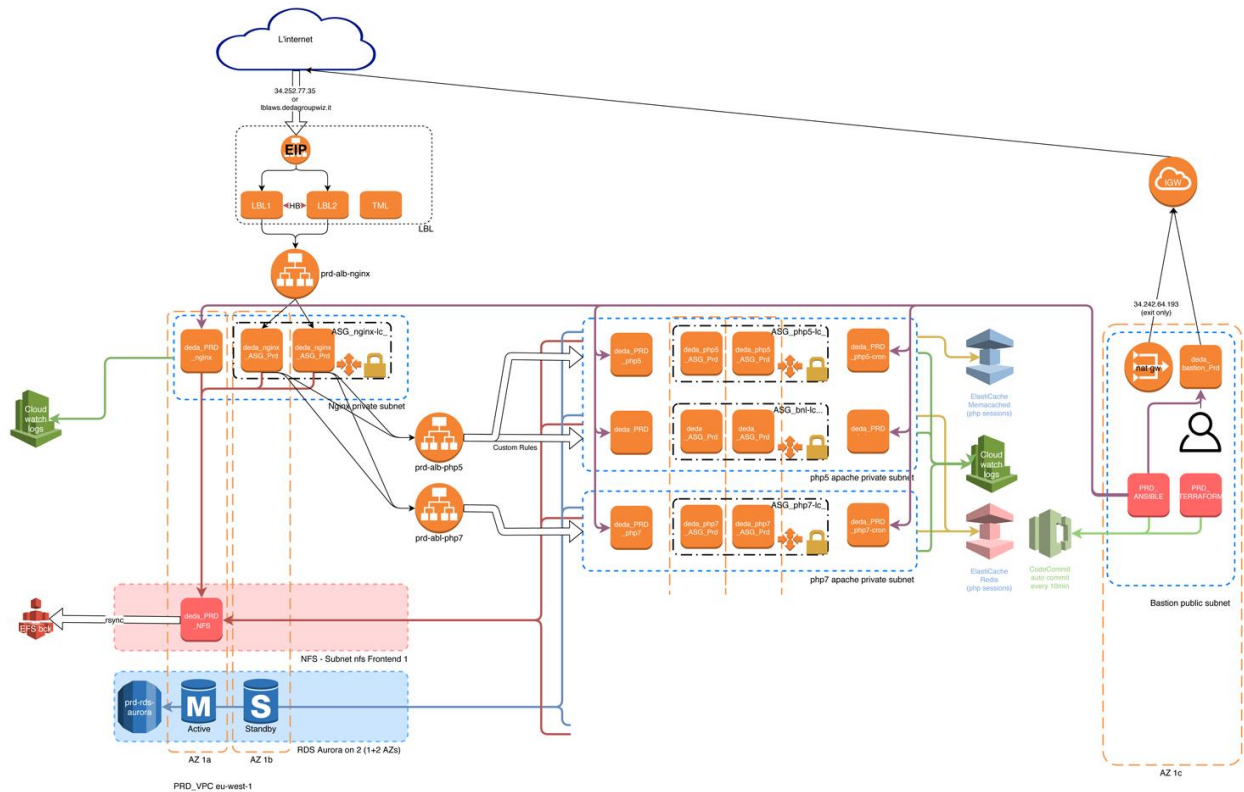 L'internet
34.252.77.35
or
lblaws.dedagroupwiz.it
EIP
LBL1
HB
LBL2
TML
LBL
prd-alb-nginx
IGW
34.242.64.193
(exit only)
nat gw
deda_
bastion_Prd
PRD_
ANSIBLE
PRD_
TERRAFORM
Bastion public subnet
AZ 1c
deda_PRD
_nginx
deda_nginx
_ASG_Prd
deda_nginx
_ASG_Prd
ASG_nginx-lc_
Nginx private subnet
Cloud
watch
logs
prd-alb-php5
prd-abl-php7
Custom Rules
deda_PRD
_php5
deda_php5
_ASG_Prd
deda_php5
_ASG_Prd
ASG_php5-lc_
deda_PRD
_php5-cron
deda_PRD
deda
_ASG_Prd
deda
_ASG_Prd
ASG_bnl-lc...
deda_PRD
php5 apache private subnet
deda_PRD
_php7
deda_php7
_ASG_Prd
deda_php7
_ASG_Prd
ASG_php7-lc_
deda_PRD
_php7-cron
php7 apache private subnet
ElastiCache
Memacached
(php sessions)
Cloud
watch
logs
ElastiCache
Redis
(php sessions)
CodoCommit
auto commit
every 10min
EFS bck
rsync
deda_PRD
_NFS
NFS - Subnet nfs Frontend 1
prd-rds-
aurora
M
Active
S
Standby
RDS Aurora on 2 (1+2 AZs)
AZ 1a
AZ 1b
PRD_VPC eu-west-1